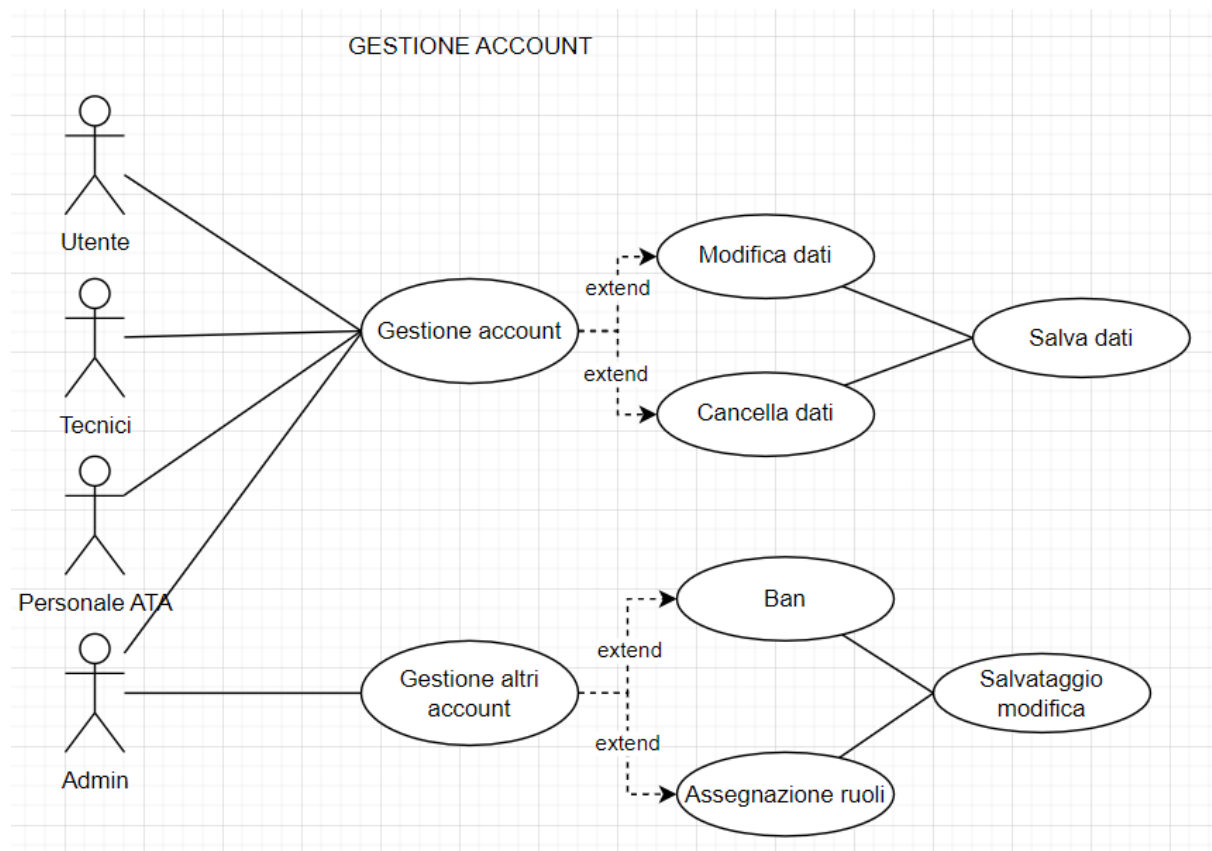 GESTIONE ACCOUNT
Utente
Modifica dati
extend
Gestione account
Salva dati
extend
Cancella dati
Tecnici
Personale ATA
Ban
extend
Gestione altri
account
Salvataggio
modifica
extend
Admin
Assegnazione ruoli